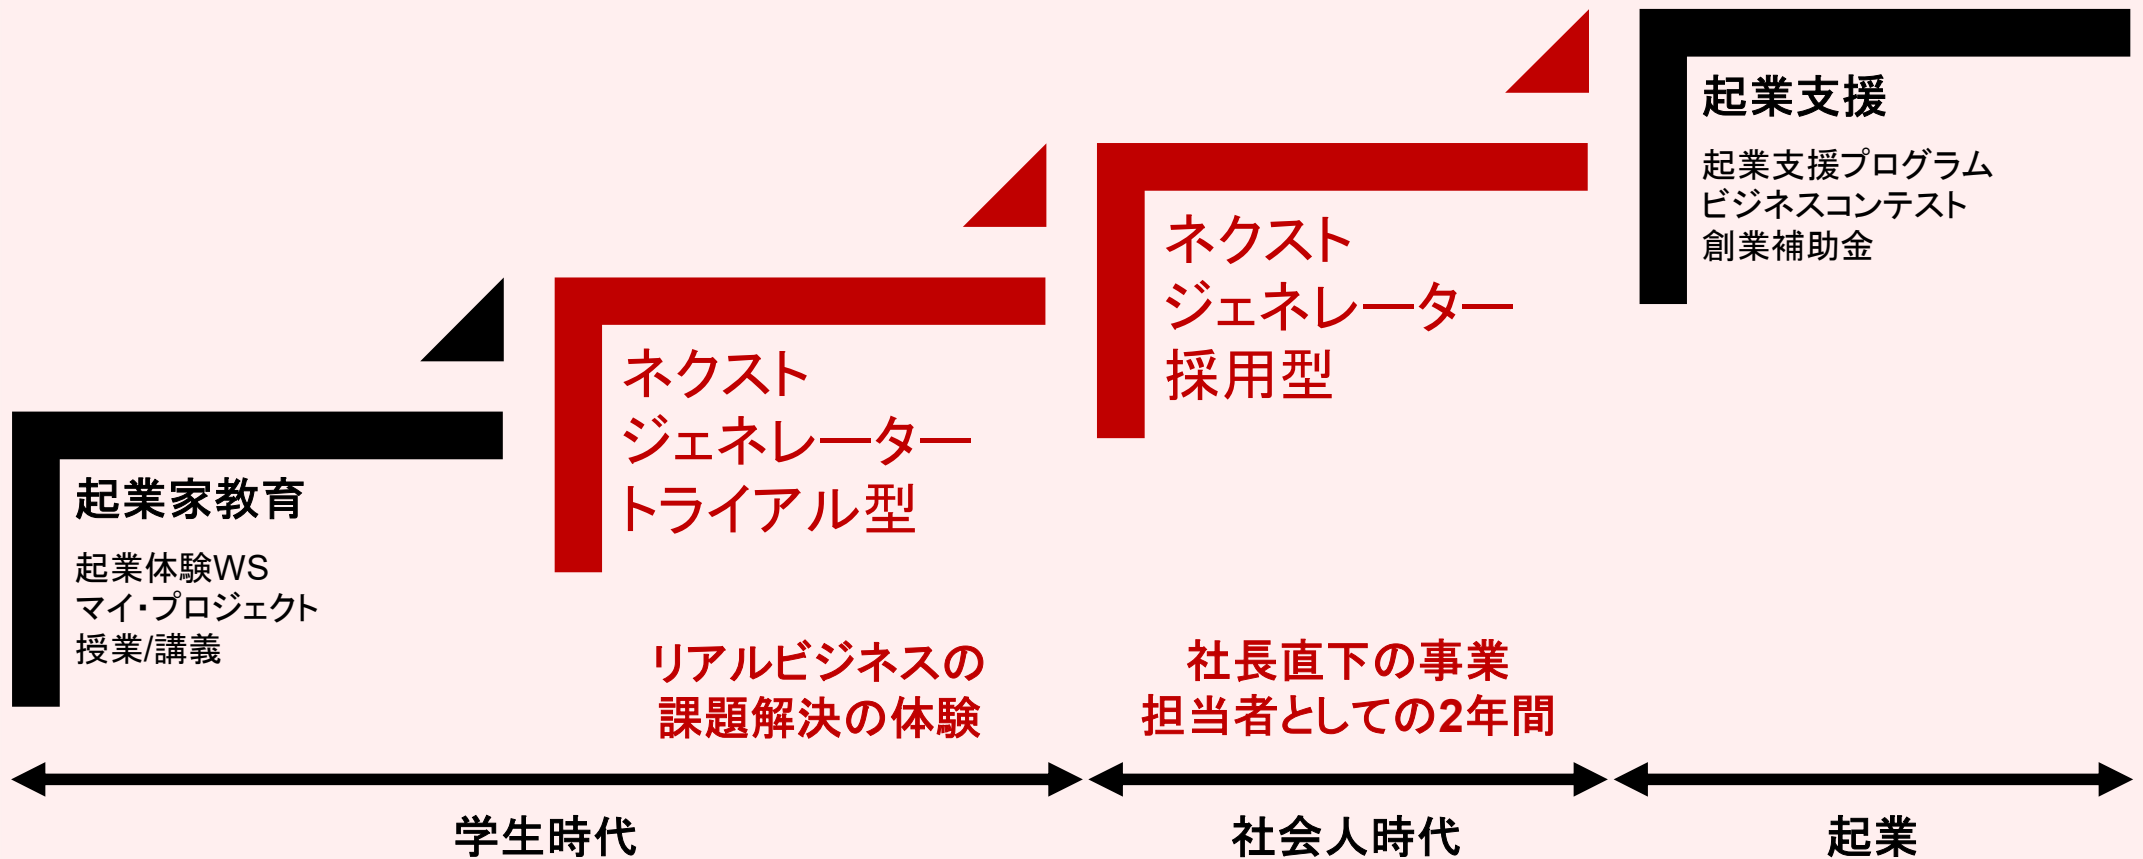 起業家教育
起業体験WS
マイ・プロジェクト
授業/講義
ネクスト
ジェネレーター
トライアル型
リアルビジネスの
課題解決の体験
ネクスト
ジェネレーター
採用型
社長直下の事業
担当者としての2年間
起業支援
起業支援プログラム
ビジネスコンテスト
創業補助金
学生時代
社会人時代
起業